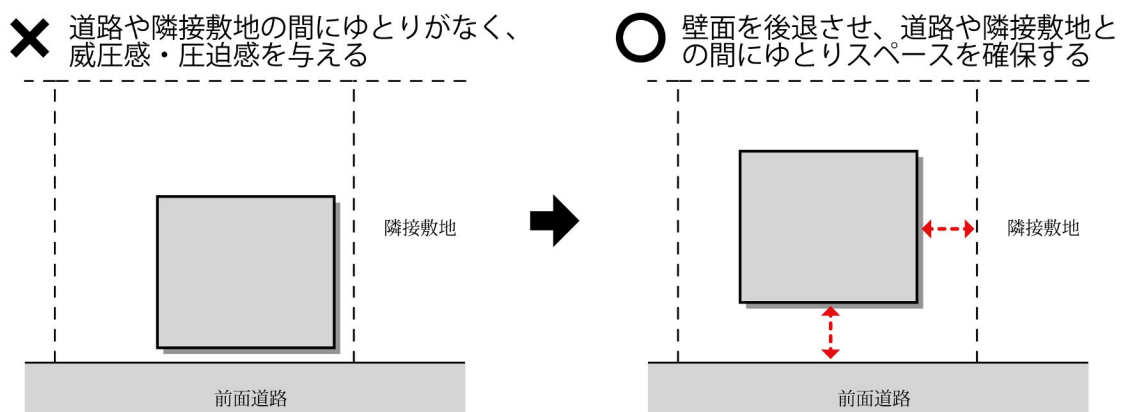 道路や隣接敷地の間にゆとりがなく、
威圧感・圧迫感を与える
隣接敷地
前面道路
壁面を後退させ、道路や隣接敷地と
の間にゆとりスペースを確保する
隣接敷地
前面道路